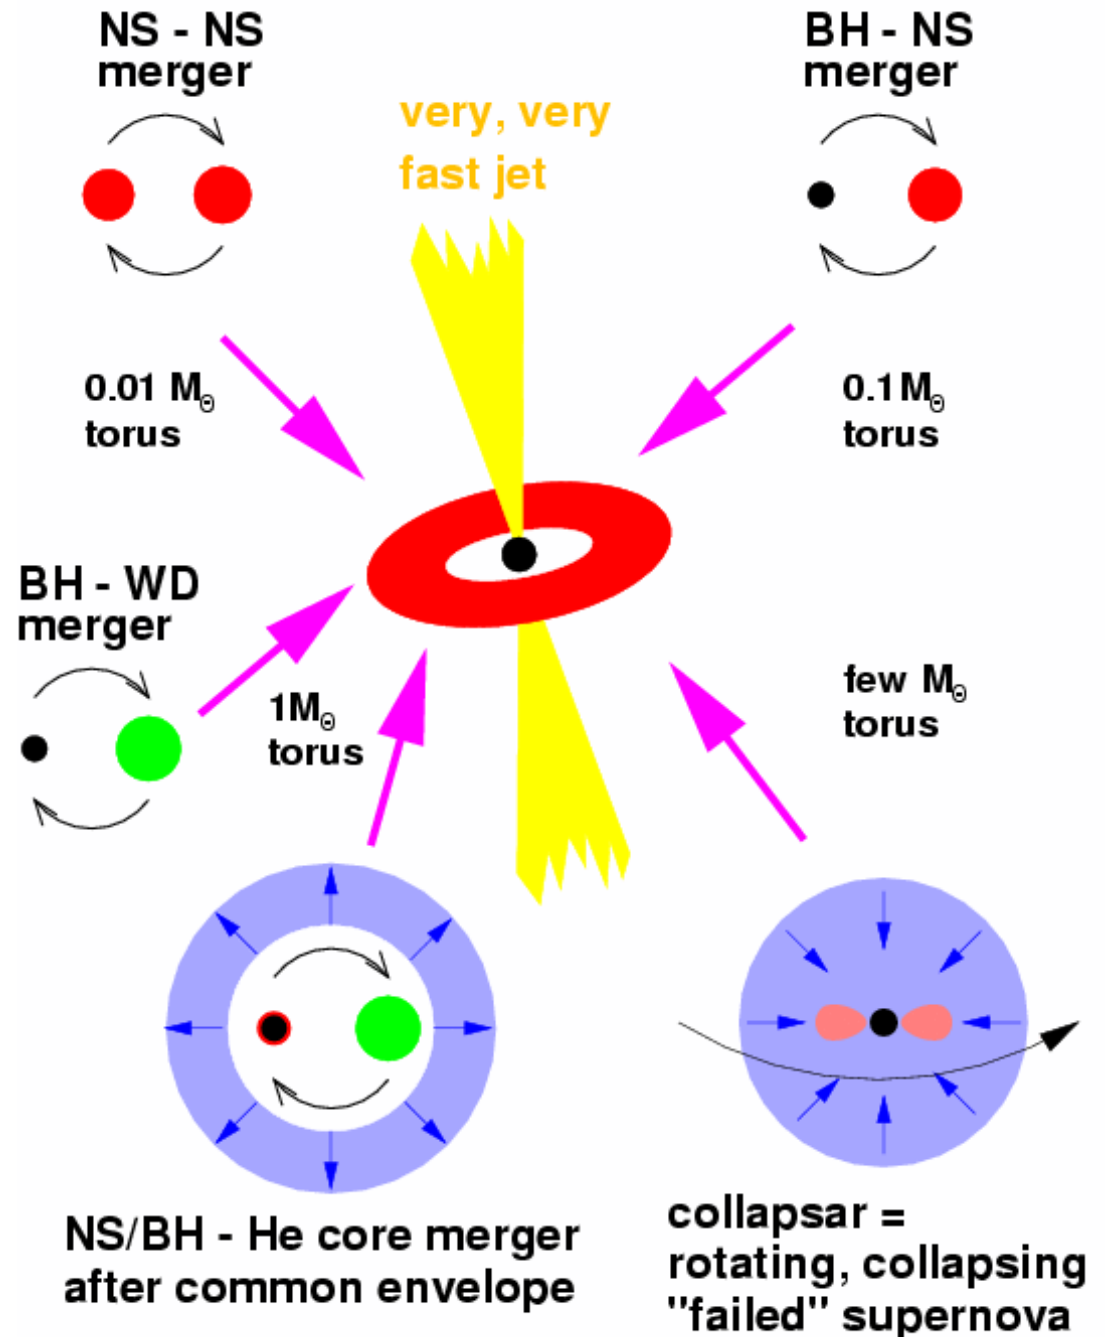 NS - NS
merger
BH - NS
merger
very, very
fast jet
0.01 M⊙
torus
0.1M⊙
torus
BH - WD
merger
1M⊙
torus
few M⊙
torus
NS/BH - He core merger
after common envelope
collapsar =
rotating, collapsing
"failed" supernova